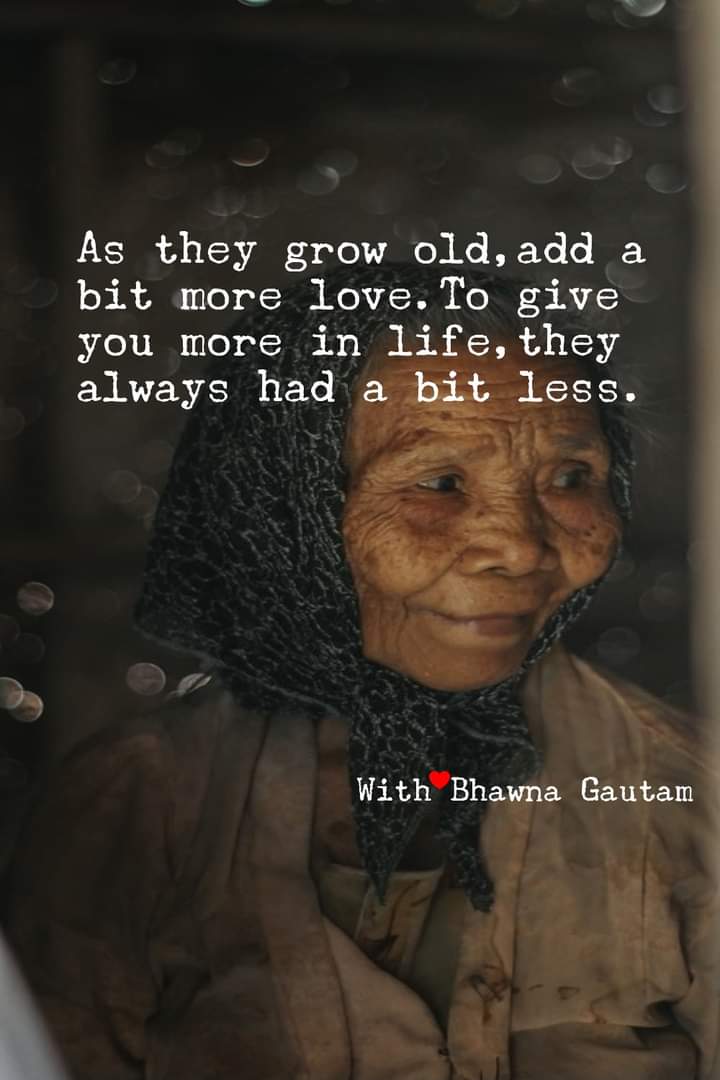 As they grow old,add a
bit more love.To give
you more in life,they
always had a bit less.
With❤Bhawna Gautam